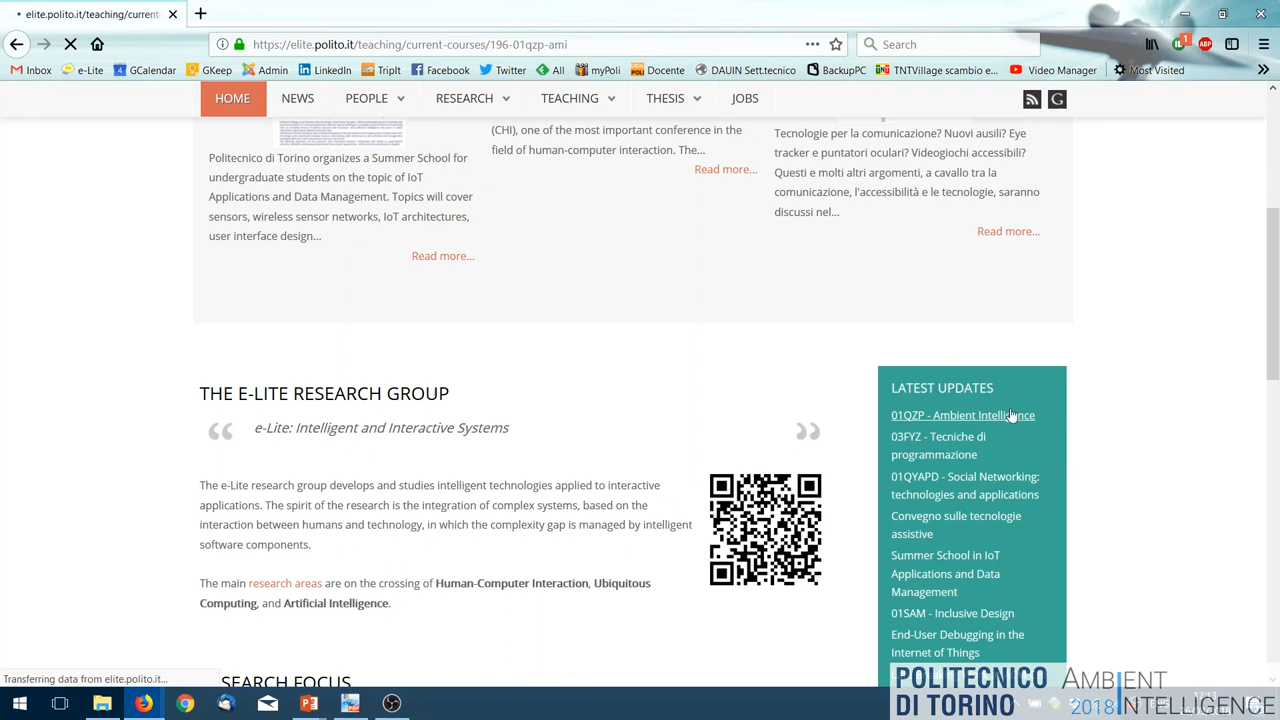 elite.polito.it/teaching/current-
https://elite.polito.it/teaching/current-courses/196-01qzp-ami
Search
Inbox e-Lite TripIt GCalendar GKeep Admin LinkedIn Facebook Twitter All myPoli Docente DAUIN Sett.tecnico BackupPC TNTVillage scambio e... Video Manager Most Visited
HOME NEWS PEOPLE RESEARCH TEACHING THESIS JOBS
Politecnico di Torino organizes a Summer School for
undergraduate students on the topic of IoT
Applications and Data Management. Topics will cover
sensors, wireless sensor networks, IoT architectures,
user interface design...
Read more...
(CHI), one of the most important conference in the
field of human-computer interaction. The...
Read more...
Tecnologie per la comunicazione? Nuovi ausili? Eye
tracker e puntatori oculari? Videogiochi accessibili?
Questi e molti altri argomenti, a cavallo tra la
comunicazione, l'accessibilità e le tecnologie, saranno
discussi nel...
Read more...
THE E-LITE RESEARCH GROUP
e-Lite: Intelligent and Interactive Systems
The e-Lite research group develops and studies intelligent technologies applied to interactive
applications. The spirit of the research is the integration of complex systems, based on the
interaction between humans and technology, in which the complexity gap is managed by intelligent
software components.
The main research areas are on the crossing of Human-Computer Interaction, Ubiquitous
Computing, and Artificial Intelligence.
SEARCH FOCUS
LATEST UPDATES
01QZP - Ambient Intelligence
03FYZ - Tecniche di
programmazione
01QYAPD - Social Networking:
technologies and applications
Convegno sulle tecnologie
assistive
Summer School in IoT
Applications and Data
Management
01SAM - Inclusive Design
End-User Debugging in the
Internet of Things
Transferring data from elite.polito.it...
POLITECNICO
DI TORINO
AMBIENT
2018 INTELLIGENCE